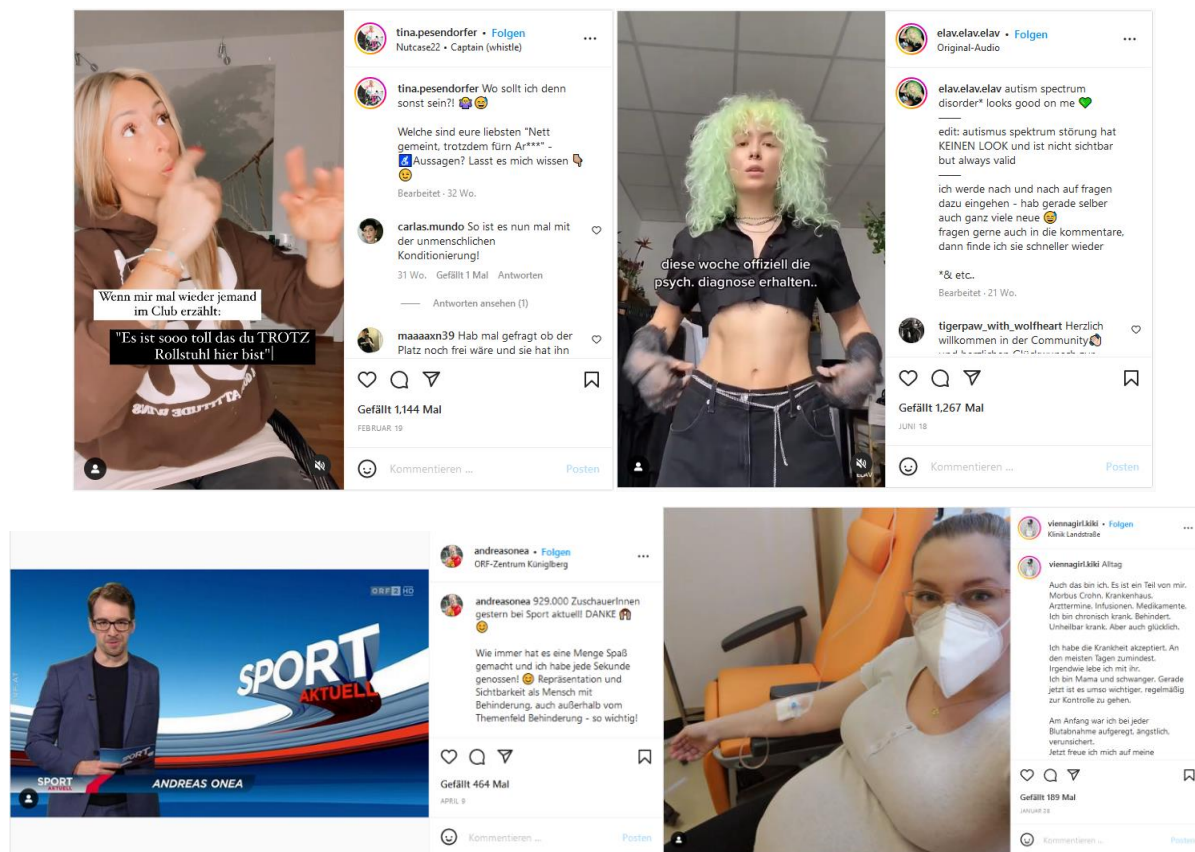 tina.pesendorfer • Folgen
Nutcase22 • Captain (whistle)
tina.pesendorfer Wo sollt ich denn
sonst sein?! 🤷‍♀️😅
Welche sind eure liebsten "Nett
gemeint, trotzdem fürn Ar***" -
♿Aussagen? Lasst es mich wissen 👇🏽
😉
Bearbeitet · 32 Wo.
carlas.mundo So ist es nun mal mit
der unmenschlichen
Konditionierung!
31 Wo. Gefällt 1 Mal Antworten
Antworten ansehen (1)
maaaaxn39 Hab mal gefragt ob der
Platz noch frei wäre und sie hat ihn
Gefällt 1,144 Mal
FEBRUAR 19
Kommentieren ...
Posten
Wenn mir mal wieder jemand
im Club erzählt:
"Es ist sooo toll das du TROTZ
Rollstuhl hier bist"
ATTITUDE
elav.elav.elav • Folgen
Original-Audio
elav.elav.elav autism spectrum
disorder* looks good on me 💚
edit: autismus spektrum störung hat
KEINEN LOOK und ist nicht sichtbar
but always valid
ich werde nach und nach auf fragen
dazu eingehen - hab gerade selber
auch ganz viele neue 😅
fragen gerne auch in die kommentare,
dann finde ich sie schneller wieder
*& etc..
Bearbeitet · 21 Wo.
tigerpaw_with_wolfheart Herzlich
willkommen in der Community
Gefällt 1,267 Mal
JUNI 18
Kommentieren ...
Posten
diese woche offiziell die
psych. diagnose erhalten..
ORF 2 HD
SPORT
AKTUELL
SPORT
SPORT
AKTUELL
ANDREAS ONEA
andreasonea • Folgen
ORF-Zentrum Küniglberg
andreasonea 929.000 ZuschauerInnen
gestern bei Sport aktuell! DANKE 🙈
😊
Wie immer hat es eine Menge Spaß
gemacht und ich habe jede Sekunde
genossen! 😊 Repräsentation und
Sichtbarkeit als Mensch mit
Behinderung, auch außerhalb vom
Themenfeld Behinderung - so wichtig!
Gefällt 464 Mal
APRIL 9
Kommentieren ...
Posten
viennagirl.kiki • Folgen
Klinik Landstraße
viennagirl.kiki Alltag
Auch das bin ich. Es ist ein Teil von mir.
Morbus Crohn. Krankenhaus.
Arzttermine. Infusionen. Medikamente.
Ich bin chronisch krank. Behindert.
Unheilbar krank. Aber auch glücklich.
Ich habe die Krankheit akzeptiert. An
den meisten Tagen zumindest.
Irgendwie lebe ich mit ihr.
Ich bin Mama und schwanger. Gerade
jetzt ist es umso wichtiger, regelmäßig
zur Kontrolle zu gehen.
Am Anfang war ich bei jeder
Blutabnahme aufgeregt, ängstlich,
verunsichert.
Jetzt freue ich mich auf meine
Gefällt 189 Mal
JANUAR 28
Kommentieren ...
Posten